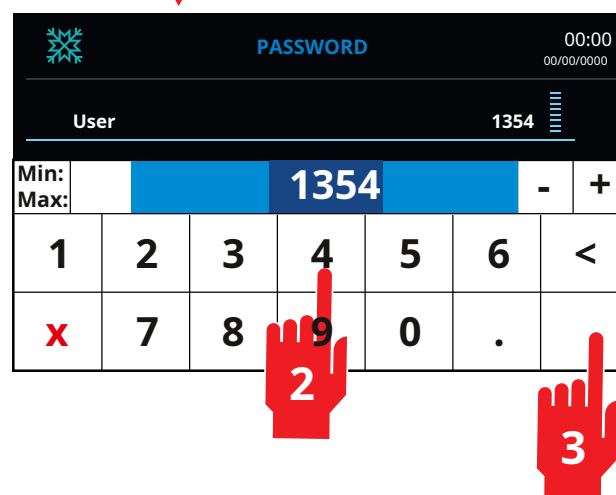 PASSWORD 00:00
00/00/0000
User 1354
Min: 1354 - +
Max:
1 2 3 4 5 6 <
x 7 8 9 0 .
2
3